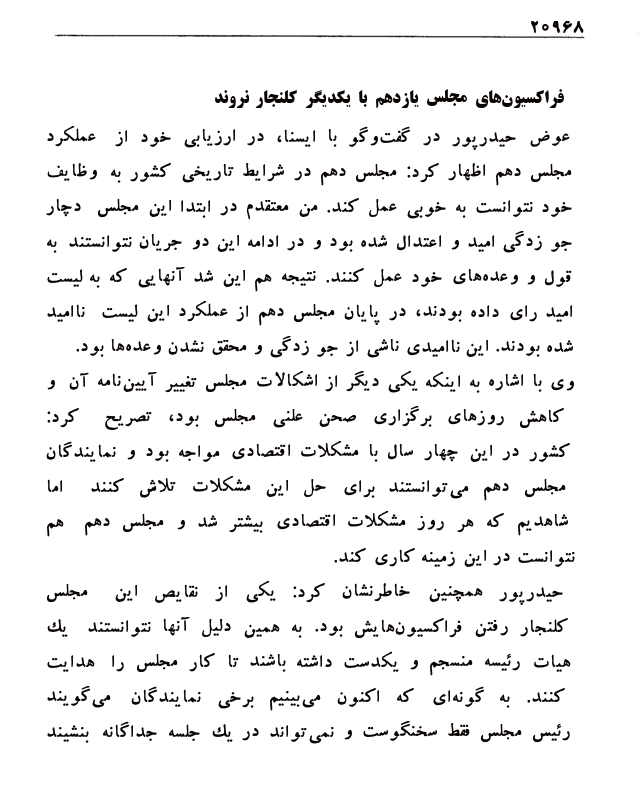 ۲۰۹۶۸
فراکسیون‌های مجلس یازدهم با یکدیگر کلنجار نروند
عوض حیدرپور در گفت‌وگو با ایسنا، در ارزیابی خود از عملکرد
مجلس دهم اظهار کرد: مجلس دهم در شرایط تاریخی کشور به وظایف
خود نتوانست به خوبی عمل کند. من معتقدم در ابتدا این مجلس دچار
جو زدگی امید و اعتدال شده بود و در ادامه این دو جریان نتوانستند به
قول و وعده‌های خود عمل کنند. نتیجه هم این شد آنهایی که به لیست
امید رای داده بودند، در پایان مجلس دهم از عملکرد این لیست ناامید
شده بودند. این ناامیدی ناشی از جو زدگی و محقق نشدن وعده‌ها بود.
وی با اشاره به اینکه یکی دیگر از اشکالات مجلس تغییر آیین‌نامه آن و
کاهش روزهای برگزاری صحن علنی مجلس بود، تصریح کرد:
کشور در این چهار سال با مشکلات اقتصادی مواجه بود و نمایندگان
مجلس دهم می‌توانستند برای حل این مشکلات تلاش کنند اما
شاهدیم که هر روز مشکلات اقتصادی بیشتر شد و مجلس دهم هم
نتوانست در این زمینه کاری کند.
حیدرپور همچنین خاطرنشان کرد: یکی از نقایص این مجلس
کلنجار رفتن فراکسیون‌هایش بود. به همین دلیل آنها نتوانستند یك
هیات رئیسه منسجم و یکدست داشته باشند تا کار مجلس را هدایت
کنند. به گونه‌ای که اکنون می‌بینیم برخی نمایندگان می‌گویند
رئیس مجلس فقط سخنگوست و نمی‌تواند در یك جلسه جداگانه بنشیند